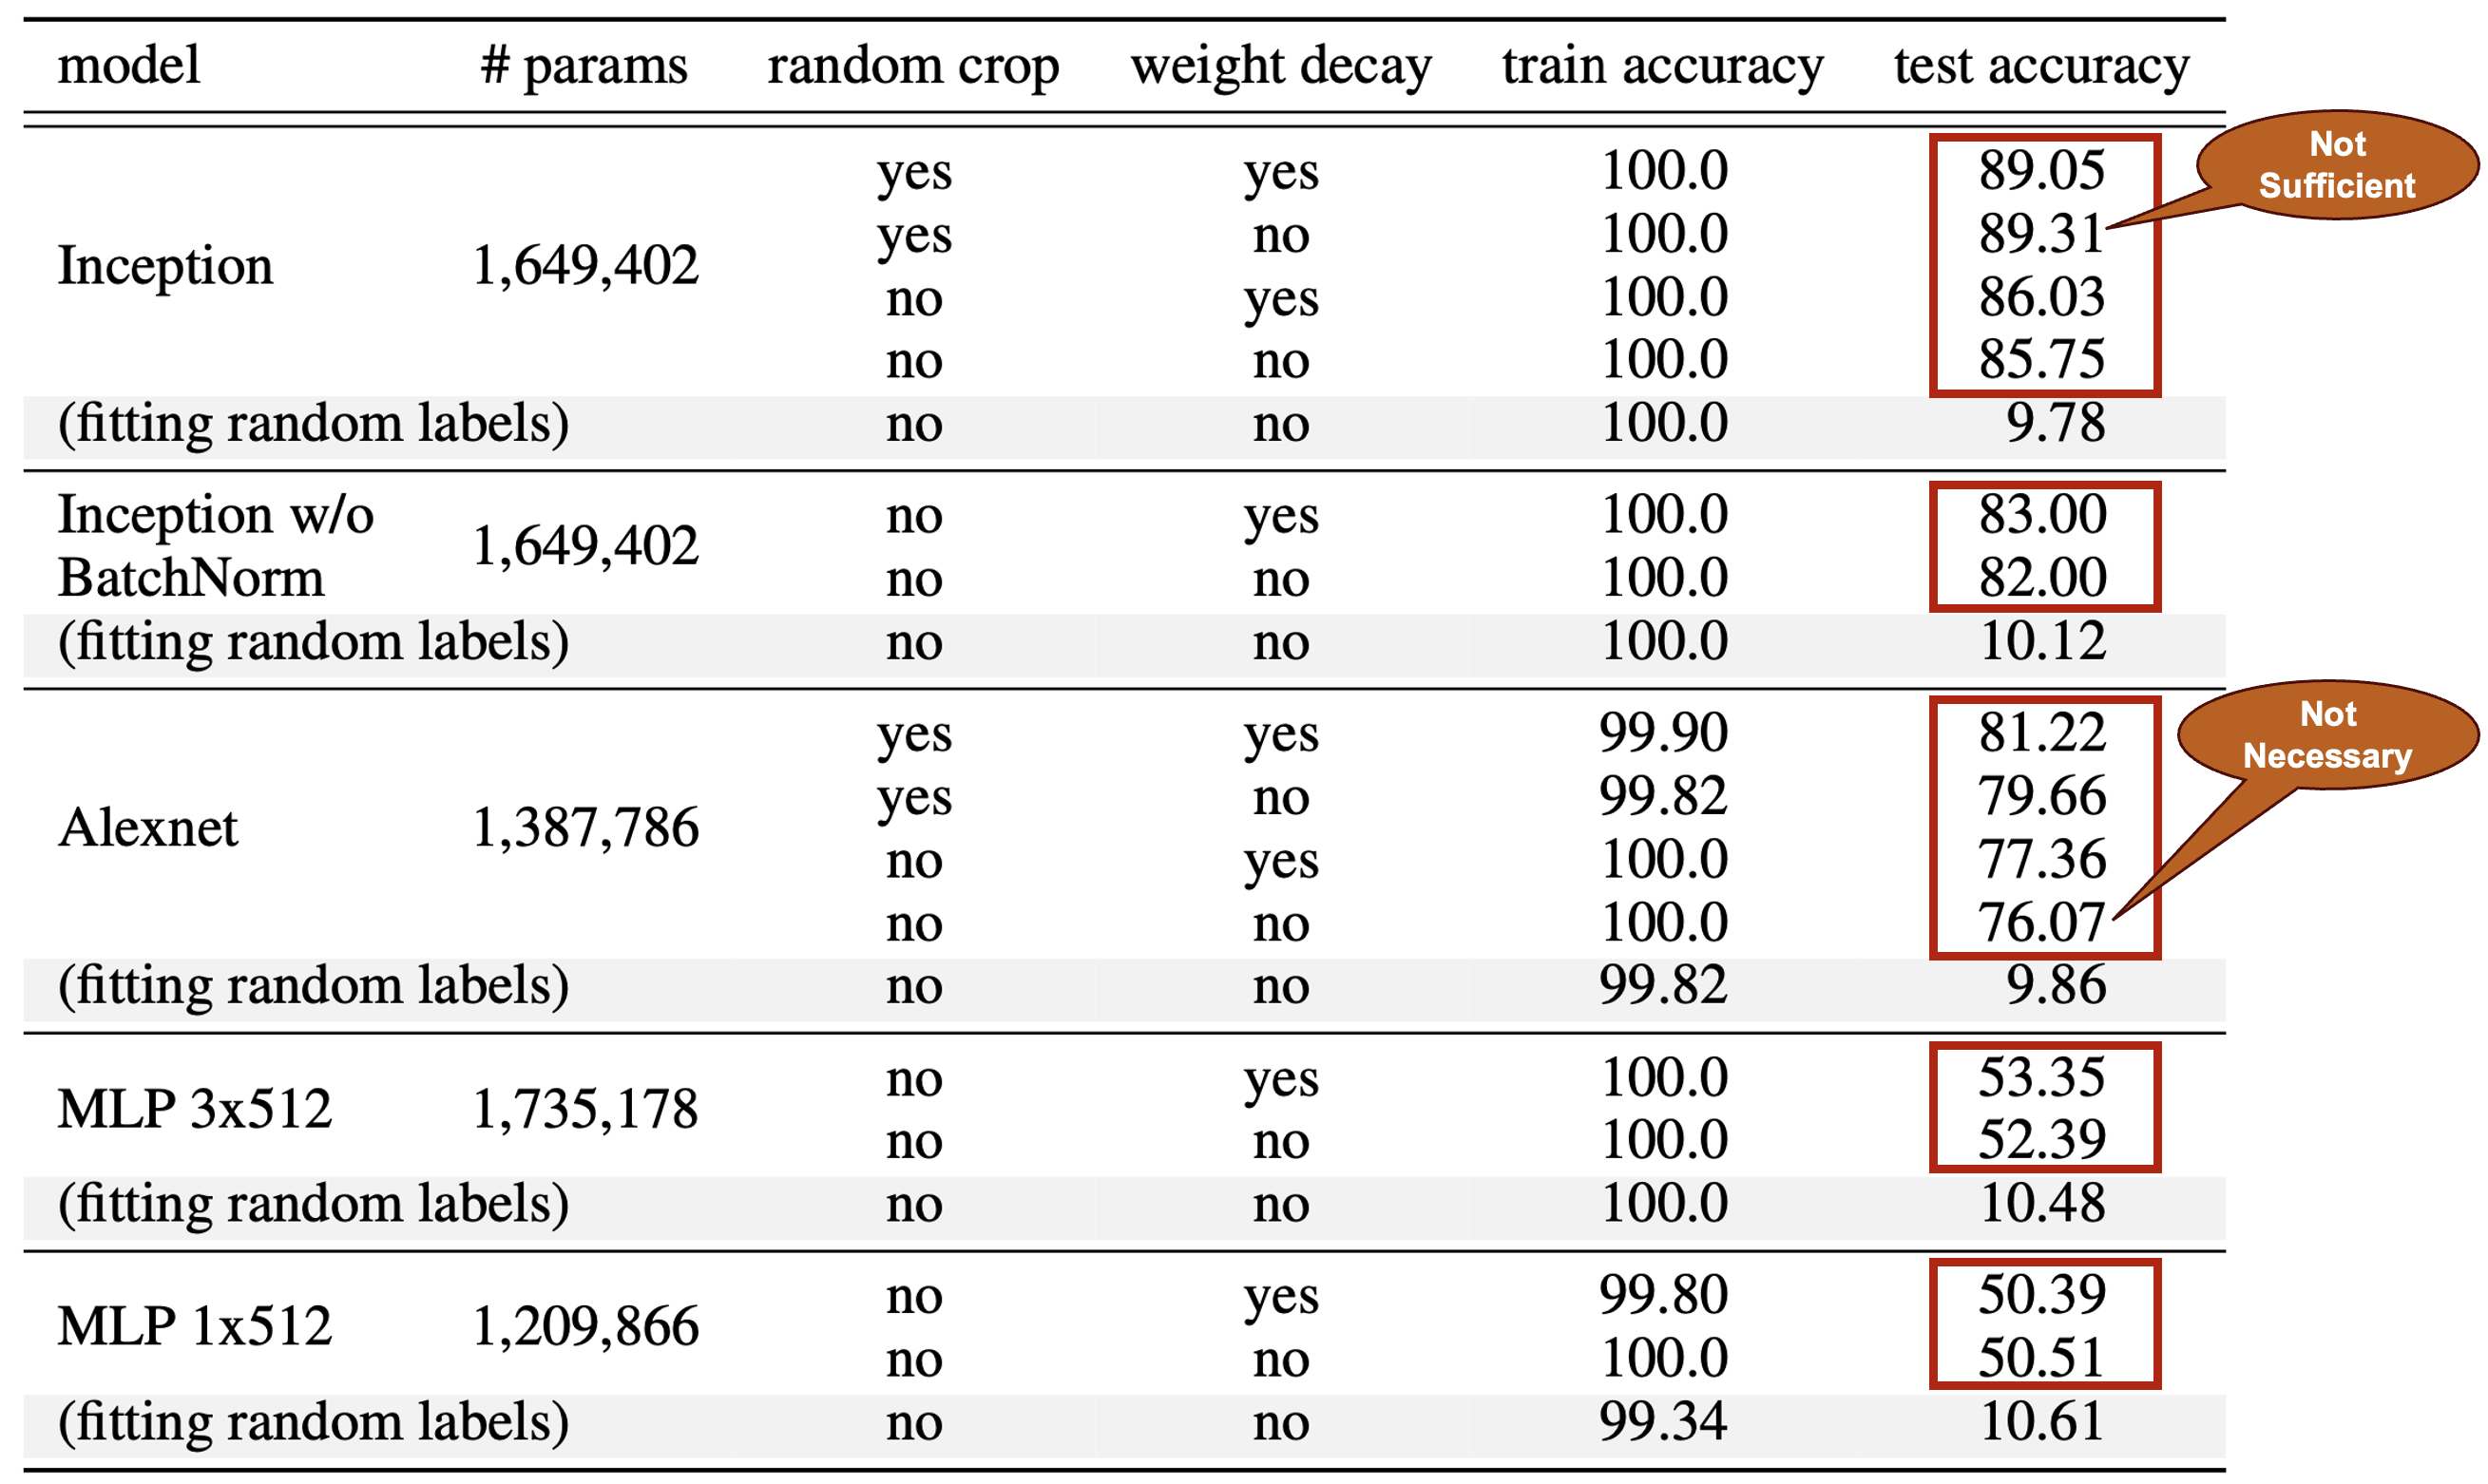 model # params random crop weight decay train accuracy test accuracy
yes yes 100.0 89.05
Not
Sufficient
yes no 100.0 89.31
Inception 1,649,402
no yes 100.0 86.03
no no 100.0 85.75
(fitting random labels) no no 100.0 9.78
Inception w/o no yes 100.0 83.00
1,649,402
BatchNorm no no 100.0 82.00
(fitting random labels) no no 100.0 10.12
yes yes 99.90 81.22
Not
Necessary
yes no 99.82 79.66
Alexnet 1,387,786
no yes 100.0 77.36
no no 100.0 76.07
(fitting random labels) no no 99.82 9.86
no yes 100.0 53.35
MLP 3x512 1,735,178
no no 100.0 52.39
(fitting random labels) no no 100.0 10.48
no yes 99.80 50.39
MLP 1x512 1,209,866
no no 100.0 50.51
(fitting random labels) no no 99.34 10.61